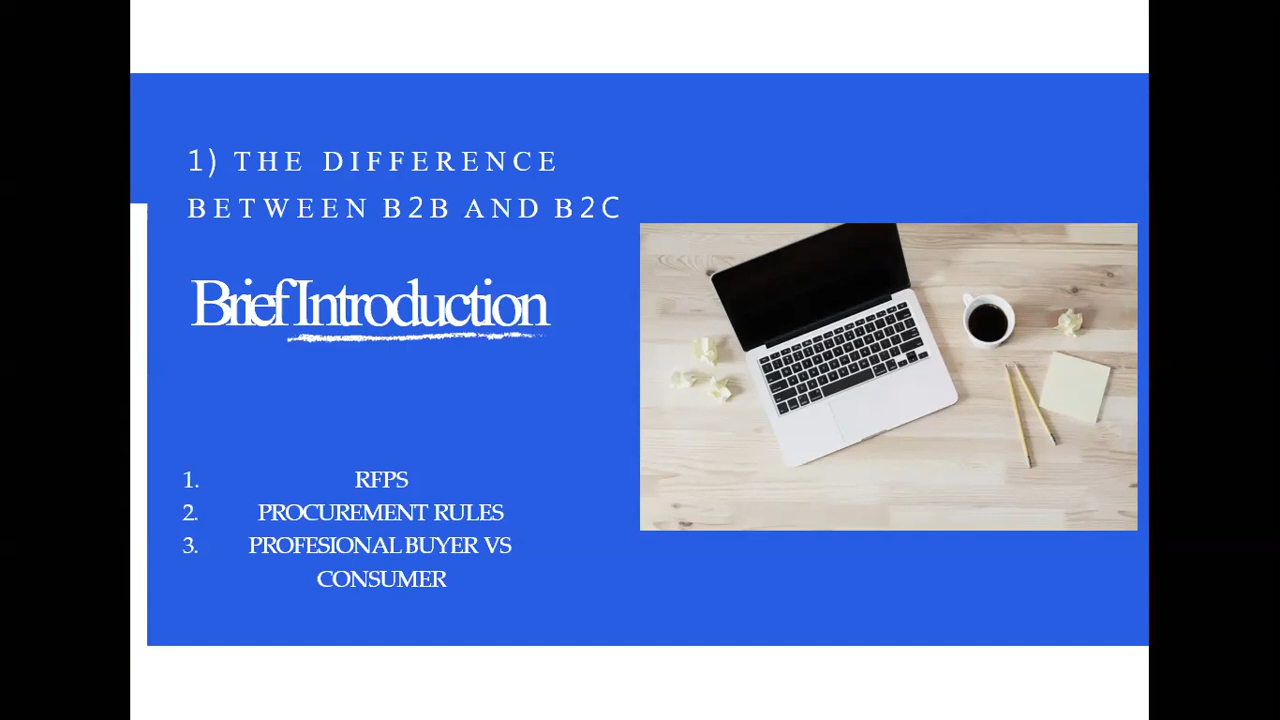 1) THE DIFFERENCE
BETWEEN B2B AND B2C
Brief Introduction
1. RFPS
2. PROCUREMENT RULES
3. PROFESIONAL BUYER VS
CONSUMER